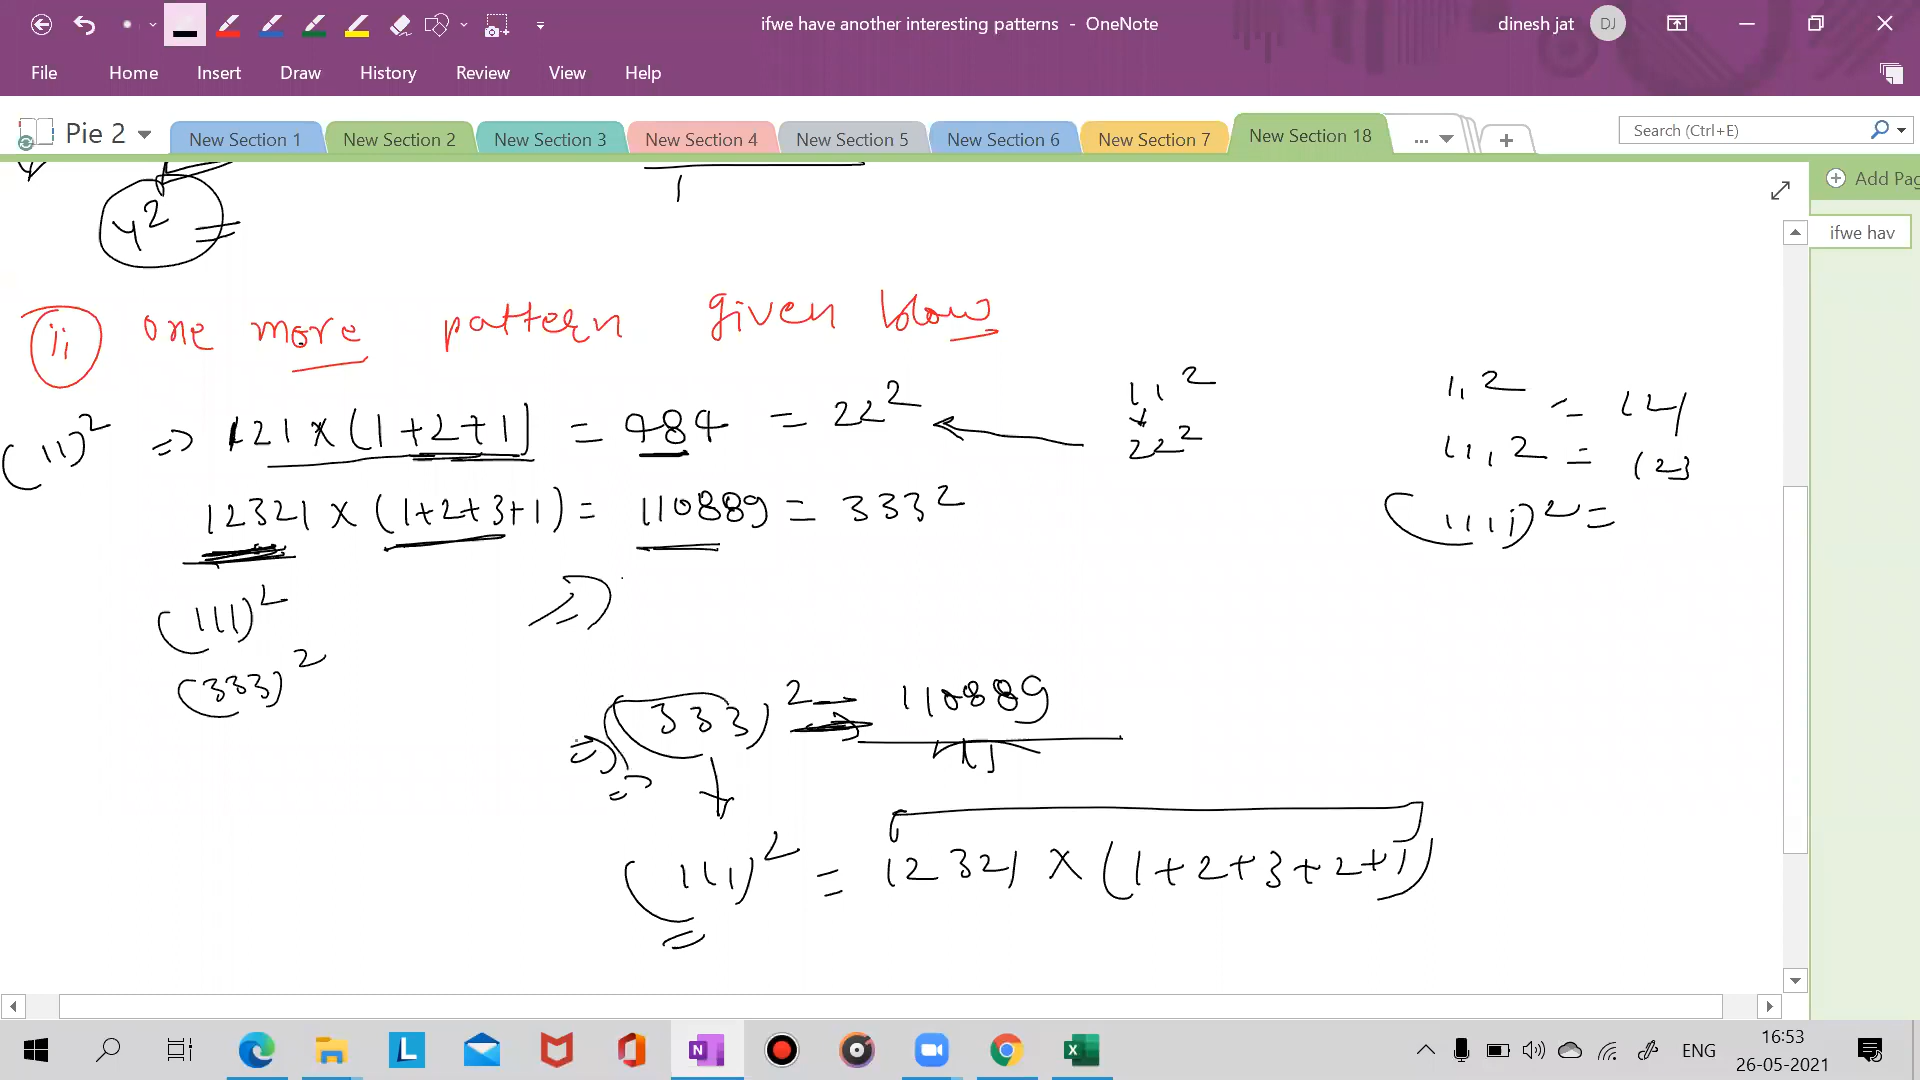 ifwe have another interesting patterns - OneNote
dinesh jat DJ
File Home Insert Draw History Review View Help
Pie 2 New Section 1 New Section 2 New Section 3 New Section 4 New Section 5 New Section 6 New Section 7 New Section 18 ... Search (Ctrl+E)
Add Pag
ifwe hav
y² =
ii one more pattern given blow
(11)² => 121 × (1+2+1) = 484 = 22²
11²
22²
12321 × (1+2+3+1) = 110889 = 333²
11² = 121
111² = 123
(1111)² =
(111)²
(333)²
=>
=> (333)² => 110889
=>
(111)² = 12321 × (1+2+3+2+1)
ENG
16:53
26-05-2021